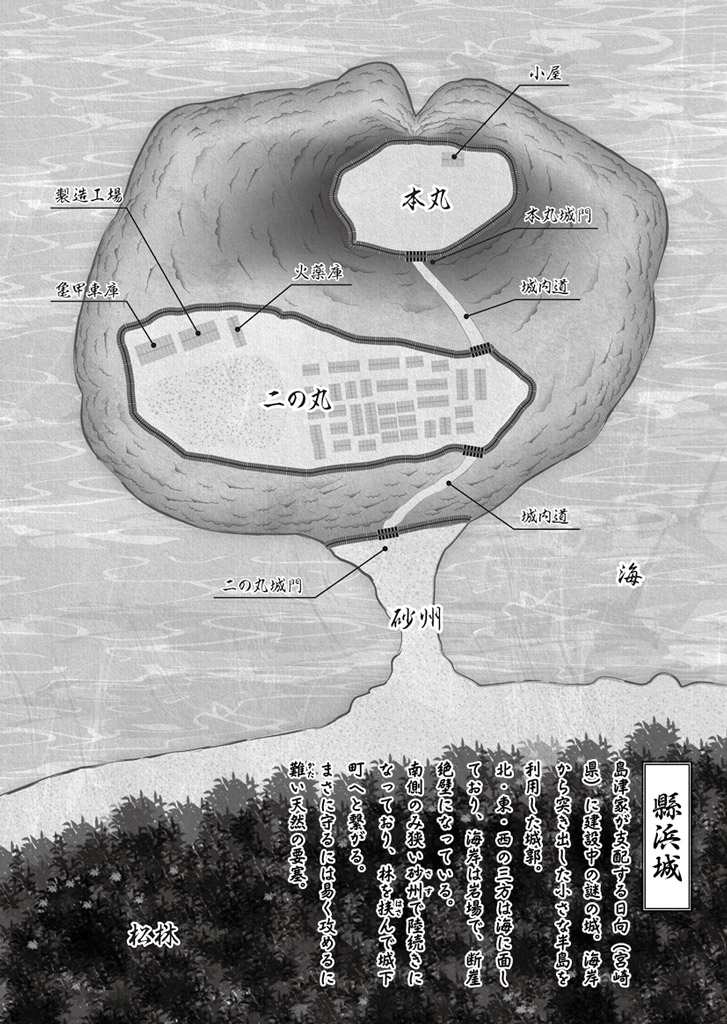 小屋
本丸
製造工場
本丸城門
火薬庫
亀甲車庫
城内道
二の丸
城内道
海
二の丸城門
砂州
縣浜城
島津家が支配する日向（宮崎
県）に建設中の謎の城。海岸
から突き出した小さな半島を
利用した城郭。
北・東・西の三方は海に面し
ており、海岸は岩場で、断崖
絶壁になっている。
南側のみ狭い砂州で陸続きに
なっており、林を挟んで城下
町へと繋がる。
まさに守るには易く攻めるに
難い天然の要塞。
さす
はさ
かた
松林